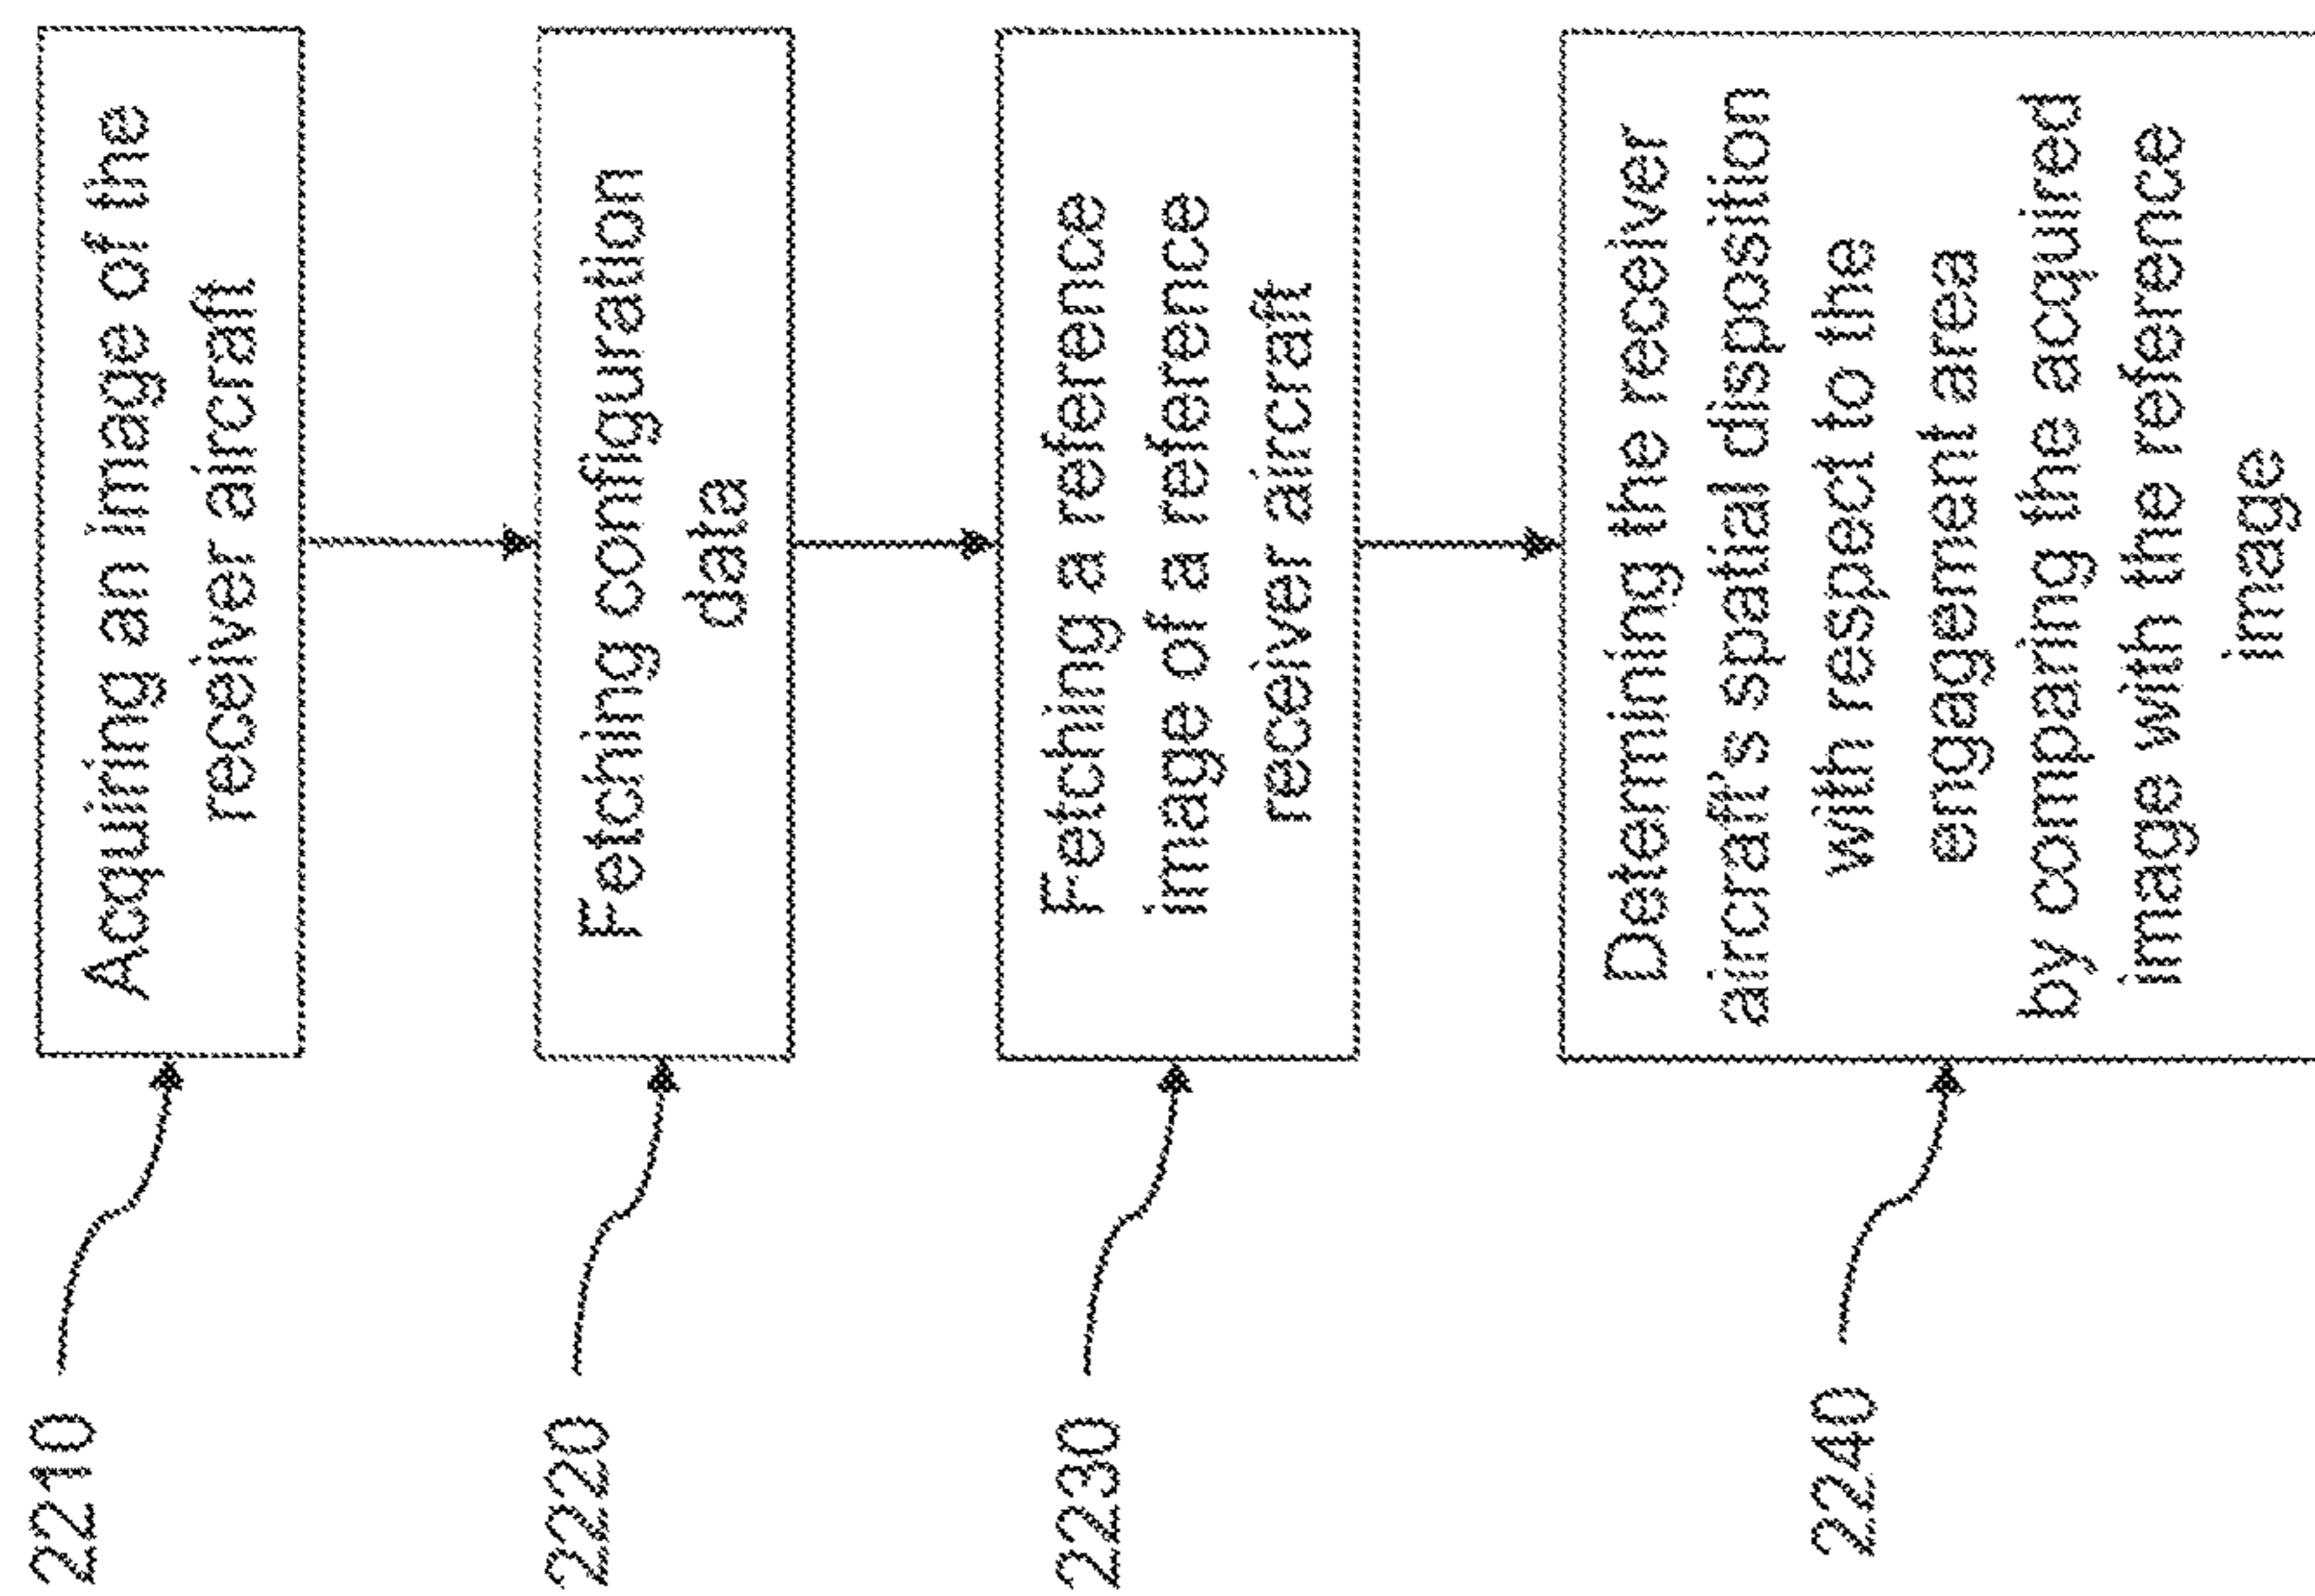 2210
Acquiring an image of the
receiver aircraft
2220
Fetching configuration
data
2230
Fetching a reference
image of a reference
receiver aircraft
2240
Determining the receiver
aircraft's spatial disposition
with respect to the
engagement area
by comparing the acquired
image with the reference
image